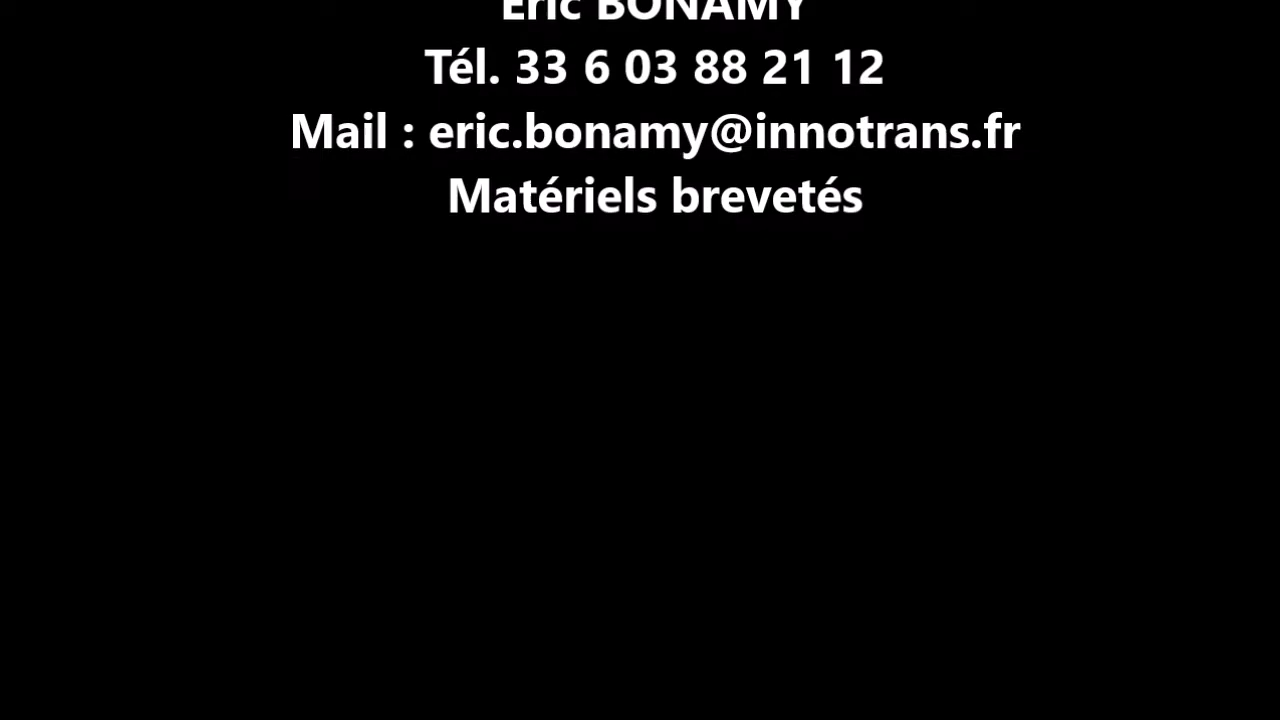 Eric BONAMY
Tél. 33 6 03 88 21 12
Mail : eric.bonamy@innotrans.fr
Matériels brevetés